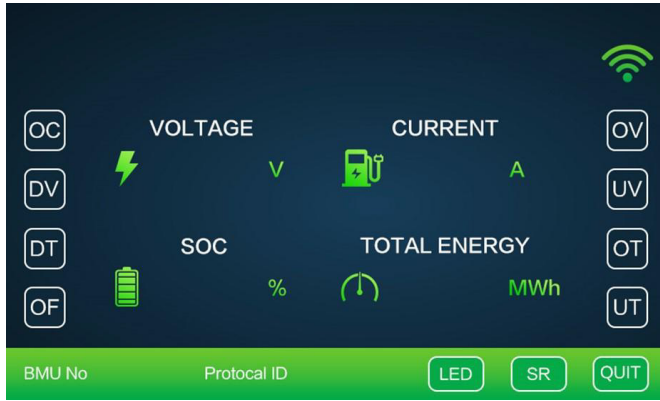 OC
VOLTAGE
CURRENT
OV
V
A
DV
UV
DT
SOC
TOTAL ENERGY
OT
%
MWh
OF
UT
BMU No
Protocal ID
LED
SR
QUIT